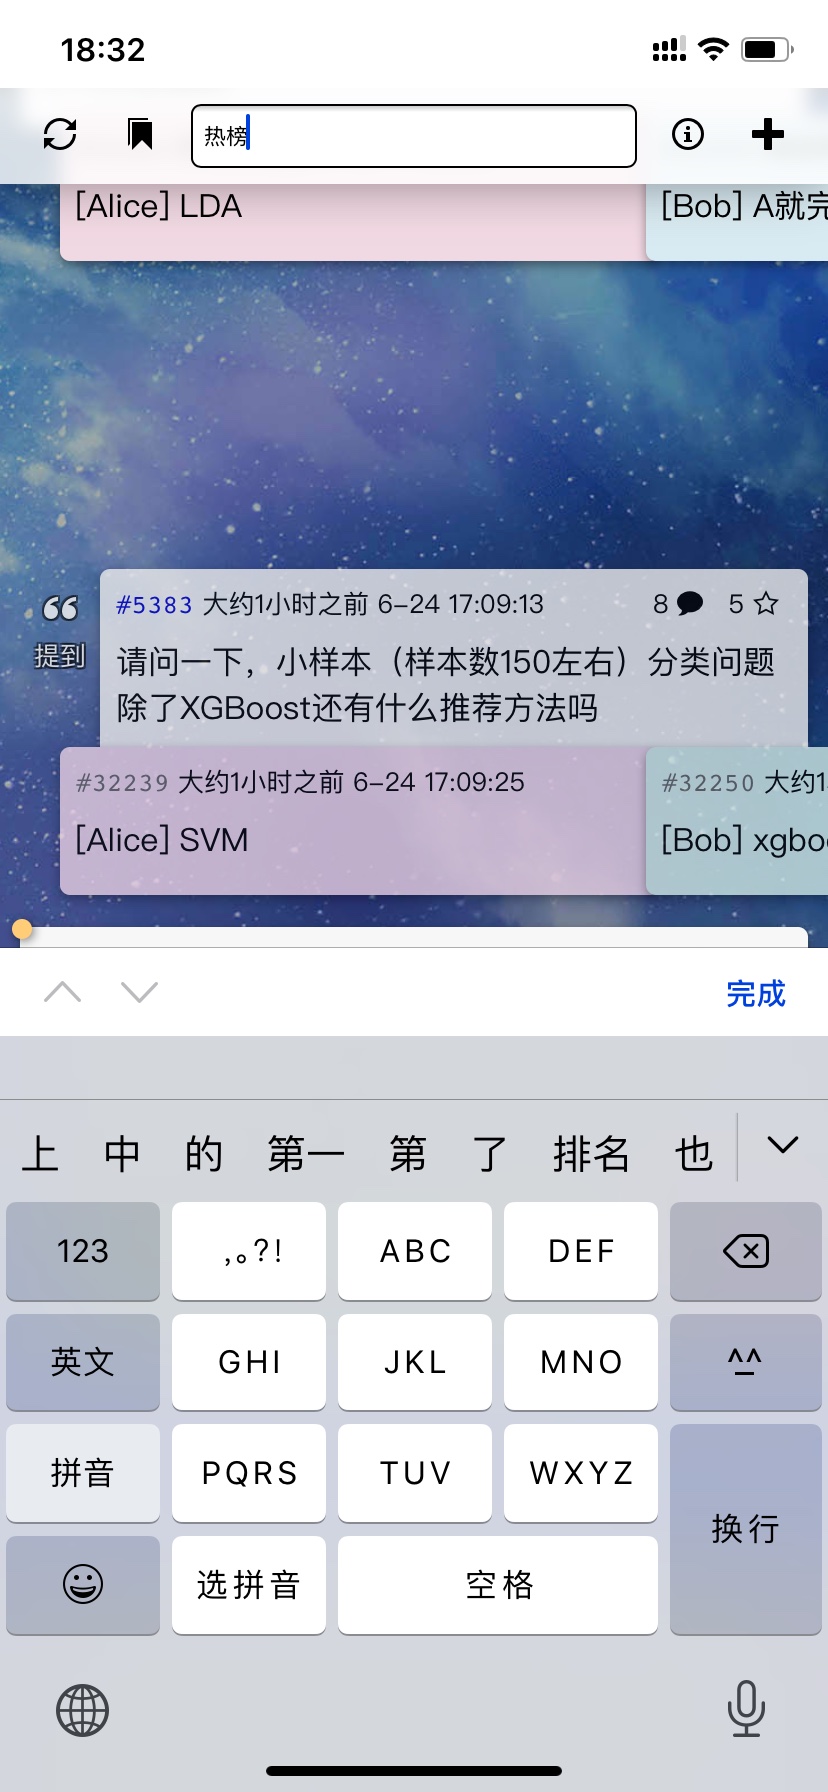 18:32
热榜
[Alice] LDA
[Bob] A就完
#5383 大约1小时之前 6-24 17:09:13 8 5
提到
请问一下，小样本（样本数150左右）分类问题
除了XGBoost还有什么推荐方法吗
#32239 大约1小时之前 6-24 17:09:25
#32250 大约1
[Alice] SVM
[Bob] xgbo
完成
上 中 的 第一 第 了 排名 也
123 ,。?! ABC DEF
英文 GHI JKL MNO ^^
拼音 PQRS TUV WXYZ
换行
选拼音 空格